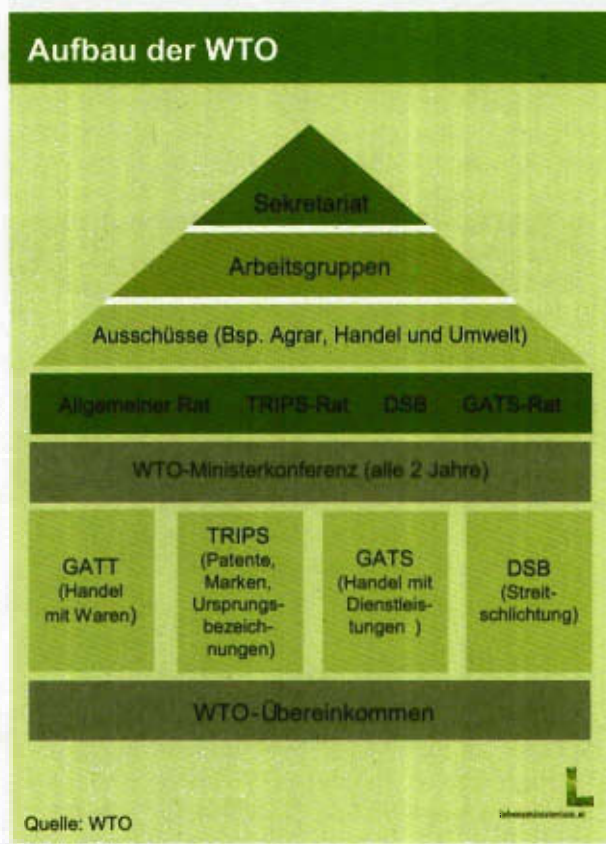 Aufbau der WTO
Sekretariat
Arbeitsgruppen
Ausschüsse (Bsp. Agrar, Handel und Umwelt)
Allgemeiner Rat TRIPS-Rat DSB GATS-Rat
WTO-Ministerkonferenz (alle 2 Jahre)
GATT
(Handel
mit Waren)
TRIPS
(Patente,
Marken,
Ursprungs-
bezeich-
nungen)
GATS
(Handel mit
Dienstleis-
tungen )
DSB
(Streit-
schlichtung)
WTO-Übereinkommen
L
lebensministerium.at
Quelle: WTO